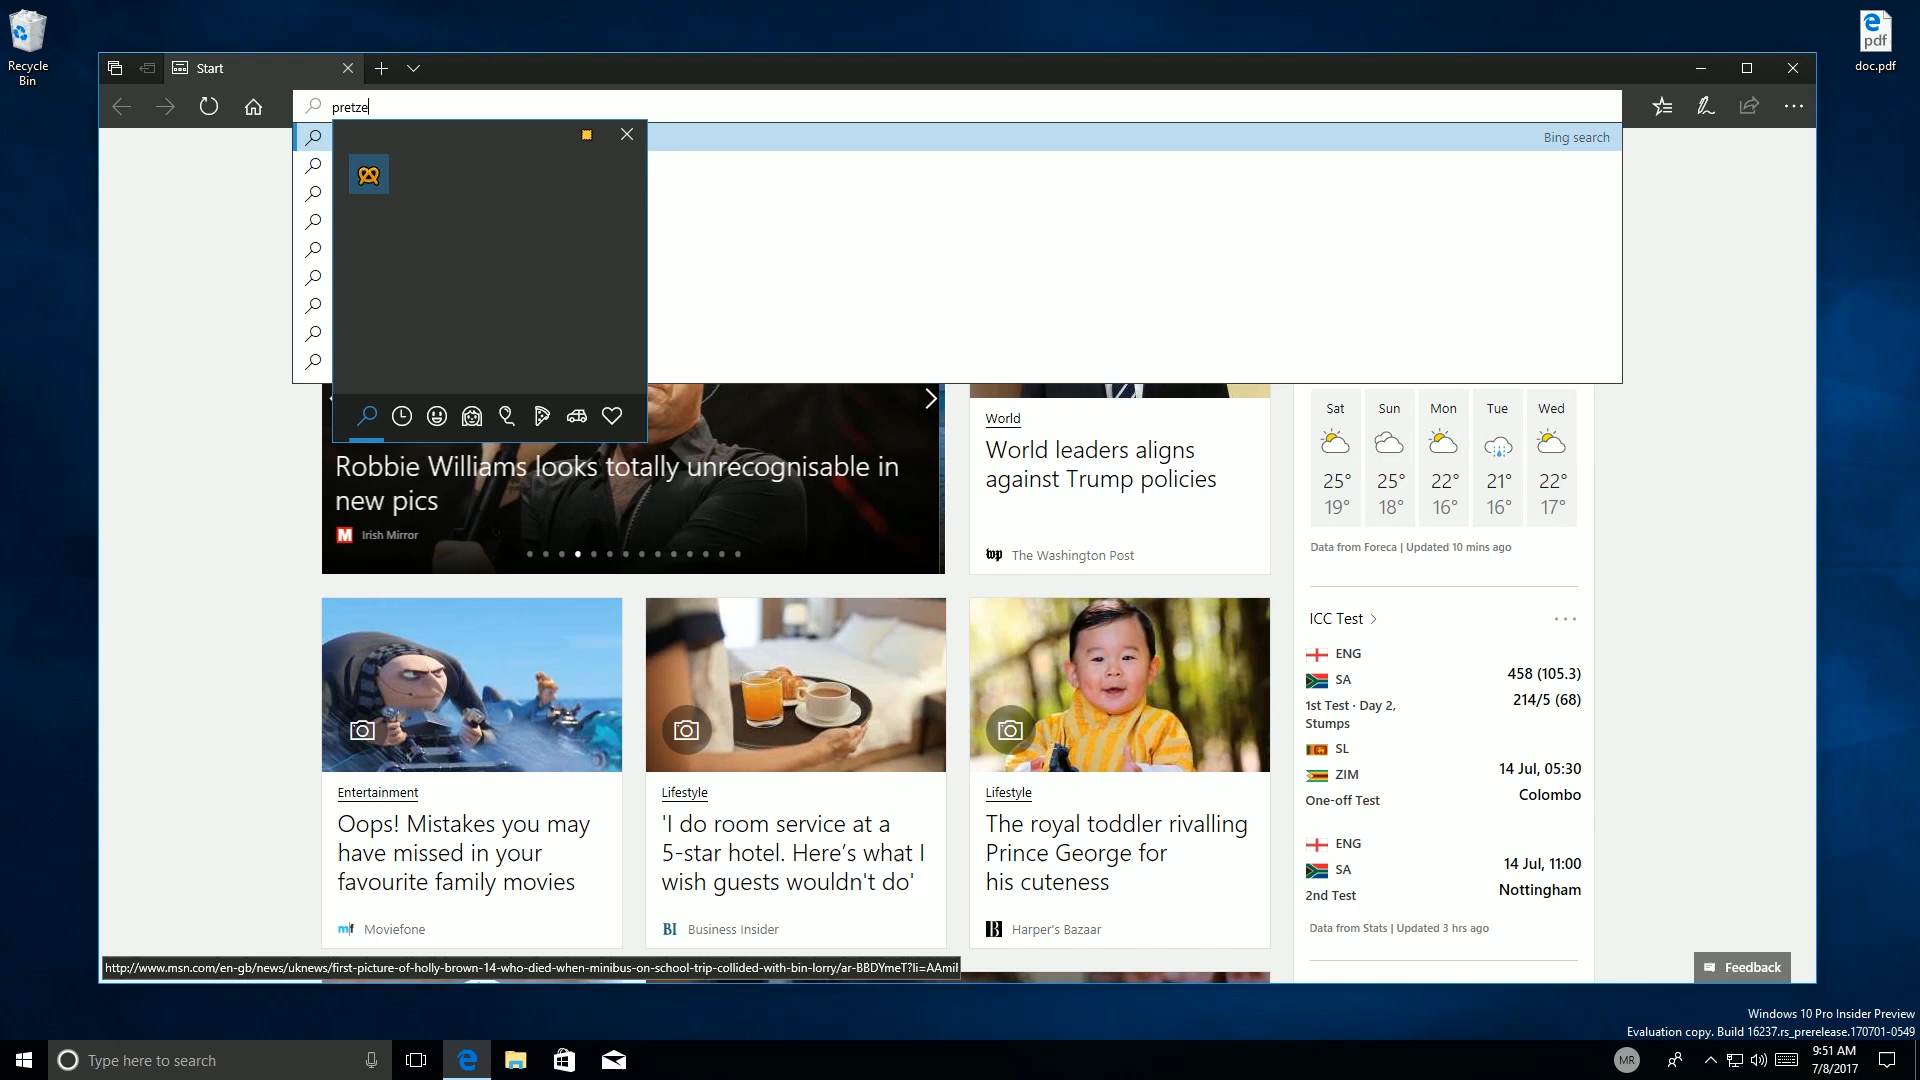 Recycle
Bin
pdf
doc.pdf
Start
pretze
Bing search
Robbie Williams looks totally unrecognisable in
new pics
M Irish Mirror
World
World leaders aligns
against Trump policies
wp The Washington Post
Sat Sun Mon Tue Wed
25° 25° 22° 21° 22°
19° 18° 16° 16° 17°
Data from Foreca | Updated 10 mins ago
ICC Test
ENG
458 (105.3)
SA
214/5 (68)
1st Test · Day 2,
Stumps
SL
14 Jul, 05:30
ZIM
Colombo
One-off Test
ENG
14 Jul, 11:00
SA
Nottingham
2nd Test
Data from Stats | Updated 3 hrs ago
Entertainment
Oops! Mistakes you may
have missed in your
favourite family movies
mf Moviefone
Lifestyle
'I do room service at a
5-star hotel. Here’s what I
wish guests wouldn't do'
BI Business Insider
Lifestyle
The royal toddler rivalling
Prince George for
his cuteness
B Harper's Bazaar
http://www.msn.com/en-gb/news/uknews/first-picture-of-holly-brown-14-who-died-when-minibus-on-school-trip-collided-with-bin-lorry/ar-BBDYmeT?li=AAmi
Feedback
Windows 10 Pro Insider Preview
Evaluation copy. Build 16237.rs_prerelease.170701-0549
Type here to search
MR
9:51 AM
7/8/2017